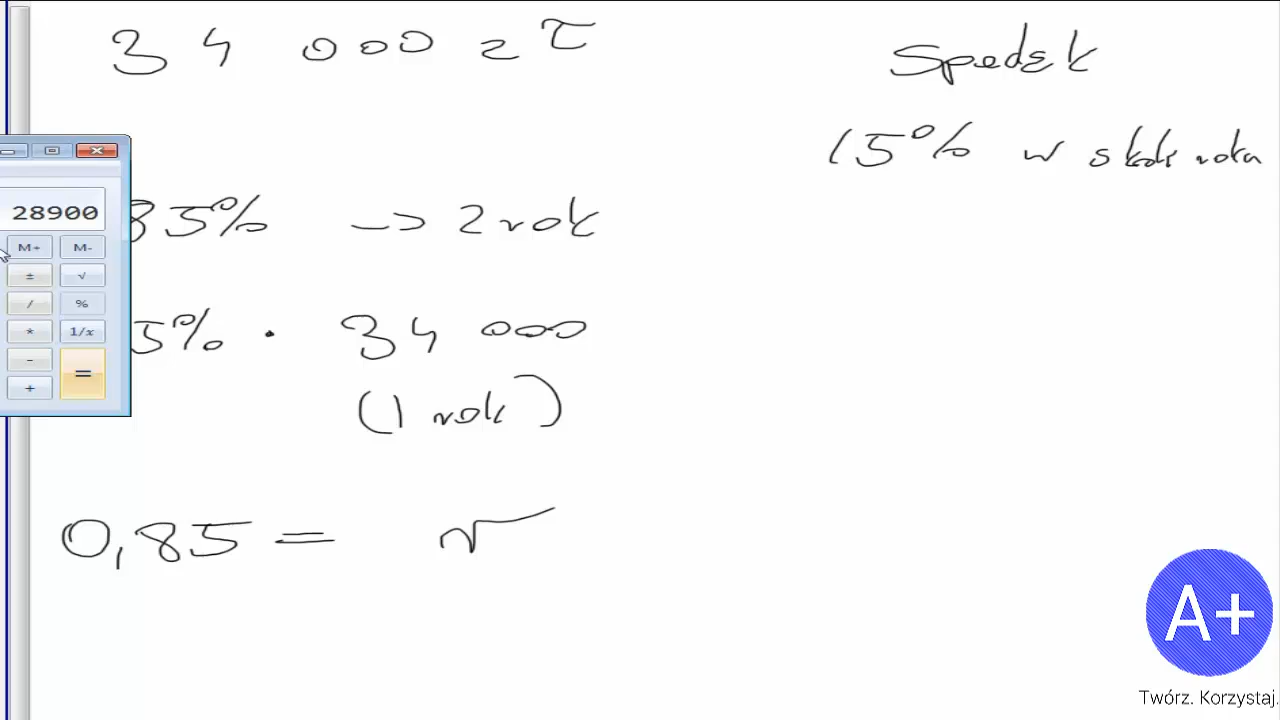 34 000 zł
Spadek
15% w skali roku
28900
M+ M-
± √
/ %
* 1/x
-
=
+
85% -> 2 rok
5% · 34 000
(1 rok)
0,85 =
A+
Twórz. Korzystaj.